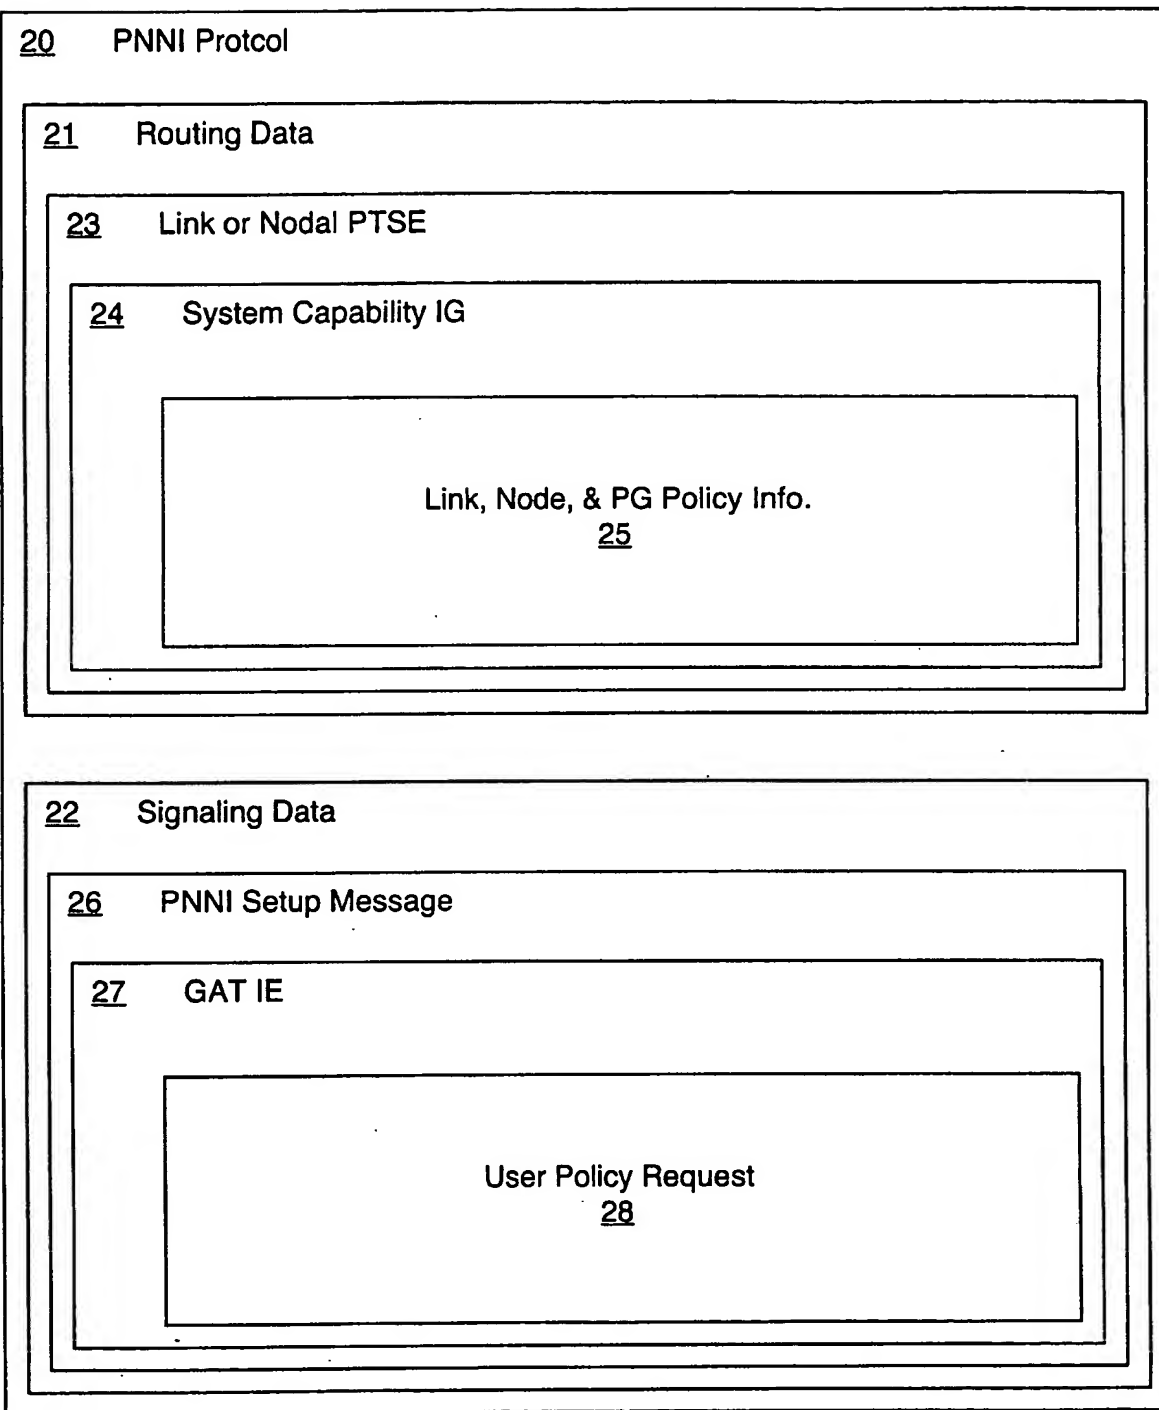 20 PNNI Protcol
21 Routing Data
23 Link or Nodal PTSE
24 System Capability IG
Link, Node, & PG Policy Info.
25
22 Signaling Data
26 PNNI Setup Message
27 GAT IE
User Policy Request
28